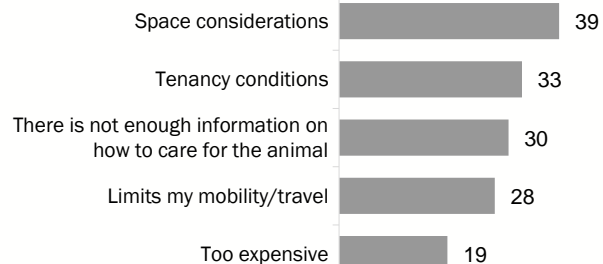 Space considerations 39
Tenancy conditions 33
There is not enough information on
how to care for the animal 30
Limits my mobility/travel 28
Too expensive 19